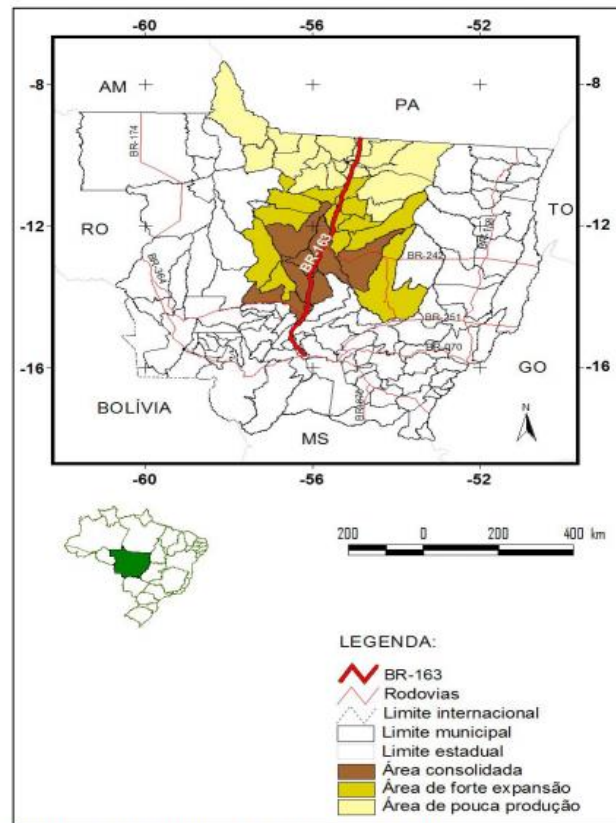 -60 -56 -52
-8 -8
AM PA
BR-174
-12 RO TO -12
BR-163
BR-242
BR-158
BR-364
BR-251
BR-070
-16 GO -16
BOLÍVIA
MS
N
-60 -56 -52
200 0 200 400 km
LEGENDA:
BR-163
Rodovias
Limite internacional
Limite municipal
Limite estadual
Área consolidada
Área de forte expansão
Área de pouca produção